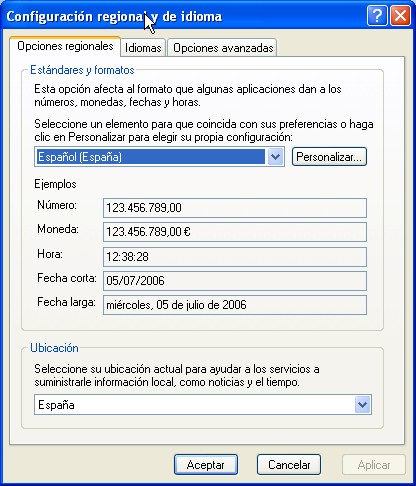 Configuración regional y de idioma
Opciones regionales Idiomas Opciones avanzadas
Estándares y formatos
Esta opción afecta al formato que algunas aplicaciones dan a los
números, monedas, fechas y horas.
Seleccione un elemento para que coincida con sus preferencias o haga
clic en Personalizar para elegir su propia configuración:
Español (España) Personalizar...
Ejemplos
Número: 123.456.789,00
Moneda: 123.456.789,00 €
Hora: 12:38:28
Fecha corta: 05/07/2006
Fecha larga: miércoles, 05 de julio de 2006
Ubicación
Seleccione su ubicación actual para ayudar a los servicios a
suministrarle información local, como noticias y el tiempo.
España
Aceptar Cancelar Aplicar